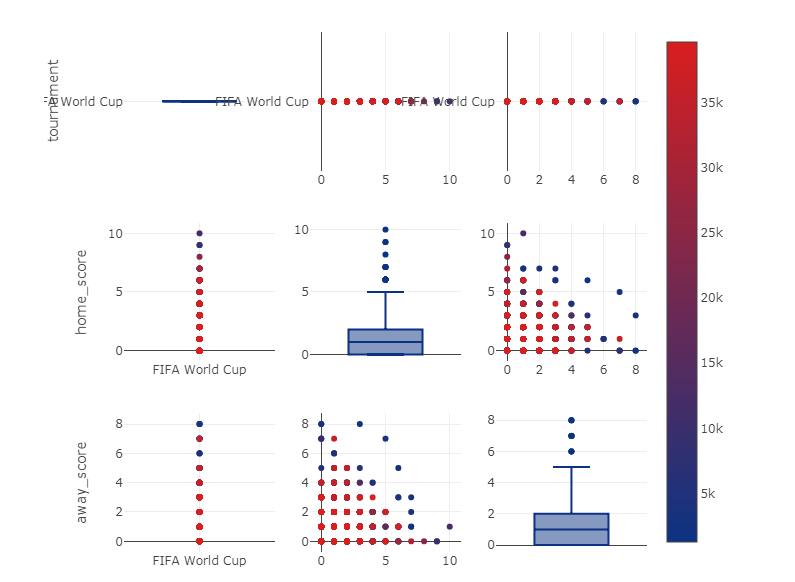 tournament
FA World Cup
FIFA World Cup
FIFA World Cup
0 5 10
0 2 4 6 8
home_score
10
5
0
FIFA World Cup
10
5
0
10
5
0
0 2 4 6 8
away_score
8
6
4
2
0
FIFA World Cup
8
6
4
2
0
0 5 10
8
6
4
2
0
35k
30k
25k
20k
15k
10k
5k